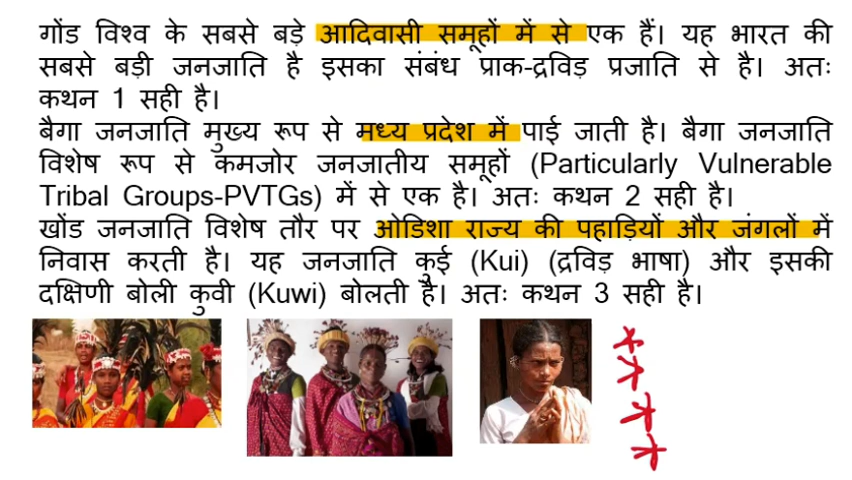 गोंड विश्व के सबसे बड़े आदिवासी समूहों में से एक हैं। यह भारत की
सबसे बड़ी जनजाति है इसका संबंध प्राक-द्रविड़ प्रजाति से है। अतः
कथन 1 सही है।
बैगा जनजाति मुख्य रूप से मध्य प्रदेश में पाई जाती है। बैगा जनजाति
विशेष रूप से कमजोर जनजातीय समूहों (Particularly Vulnerable
Tribal Groups-PVTGs) में से एक है। अतः कथन 2 सही है।
खोंड जनजाति विशेष तौर पर ओडिशा राज्य की पहाड़ियों और जंगलों में
निवास करती है। यह जनजाति कुई (Kui) (द्रविड़ भाषा) और इसकी
दक्षिणी बोली कुवी (Kuwi) बोलती है। अतः कथन 3 सही है।